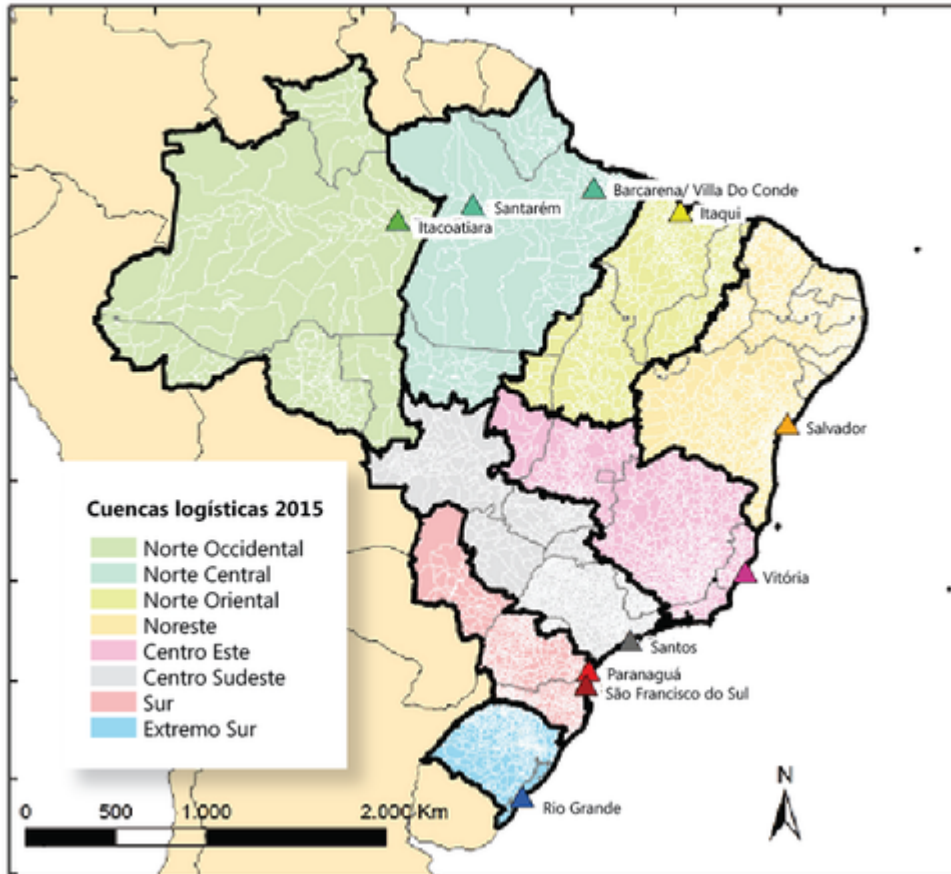 Barcarena/ Villa Do Conde
Santarém
Itaqui
Itacoatiara
Salvador
Cuencas logísticas 2015
Norte Occidental
Norte Central
Norte Oriental
Noreste
Centro Este
Centro Sudeste
Sur
Extremo Sur
Vitória
Santos
Paranaguá
São Francisco do Sul
Rio Grande
N
0 500 1.000 2.000 Km